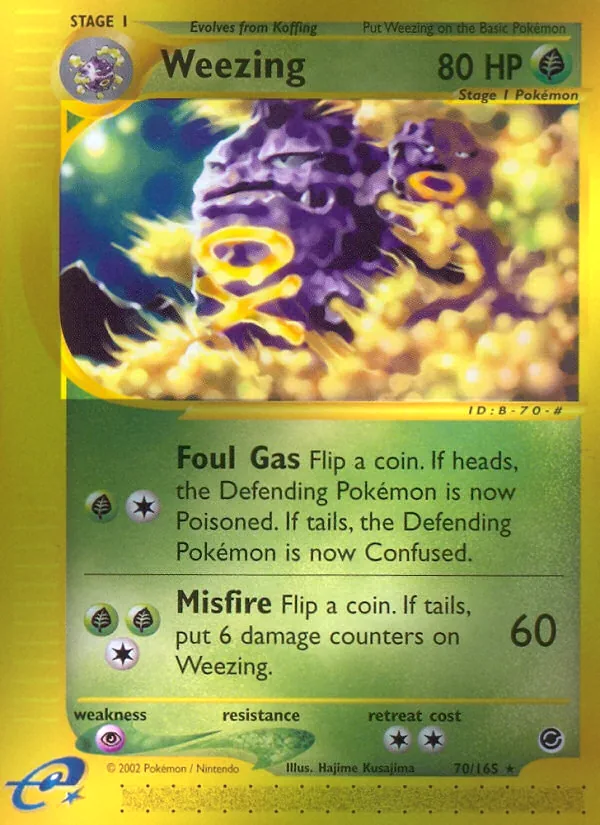 STAGE 1
Evolves from Koffing
Put Weezing on the Basic Pokémon
Weezing
80 HP
Stage 1 Pokémon
ID:B-70-#
Foul Gas Flip a coin. If heads,
the Defending Pokémon is now
Poisoned. If tails, the Defending
Pokémon is now Confused.
Misfire Flip a coin. If tails,
put 6 damage counters on
Weezing.
60
weakness
resistance
retreat cost
© 2002 Pokémon / Nintendo
Illus. Hajime Kusajima
70/165 ★
e